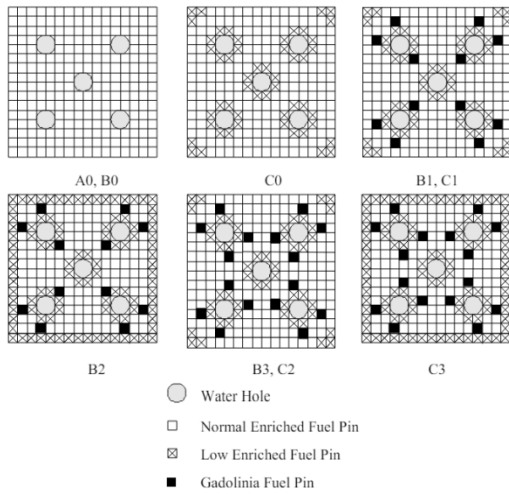 A0, B0
C0
B1, C1
B2
B3, C2
C3
Water Hole
Normal Enriched Fuel Pin
Low Enriched Fuel Pin
Gadolinia Fuel Pin